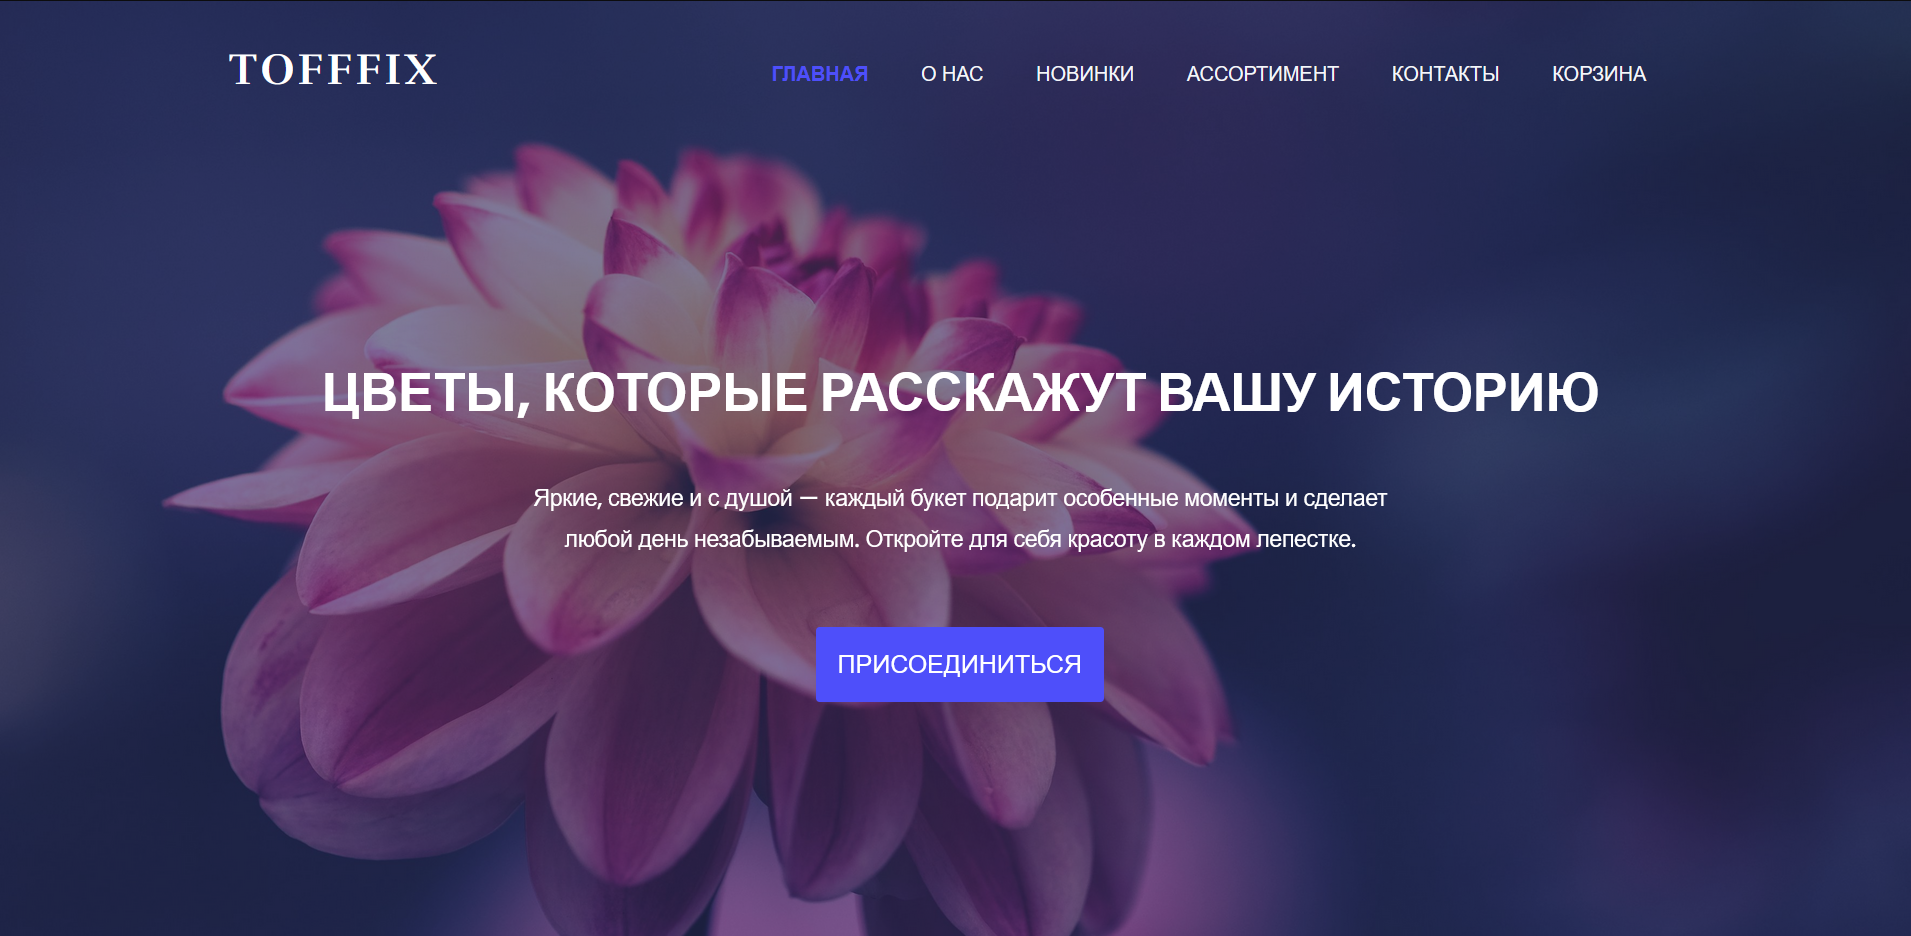 TOFFFIX
ГЛАВНАЯ О НАС НОВИНКИ АССОРТИМЕНТ КОНТАКТЫ КОРЗИНА
ЦВЕТЫ, КОТОРЫЕ РАССКАЖУТ ВАШУ ИСТОРИЮ
Яркие, свежие и с душой — каждый букет подарит особенные моменты и сделает
любой день незабываемым. Откройте для себя красоту в каждом лепестке.
ПРИСОЕДИНИТЬСЯ